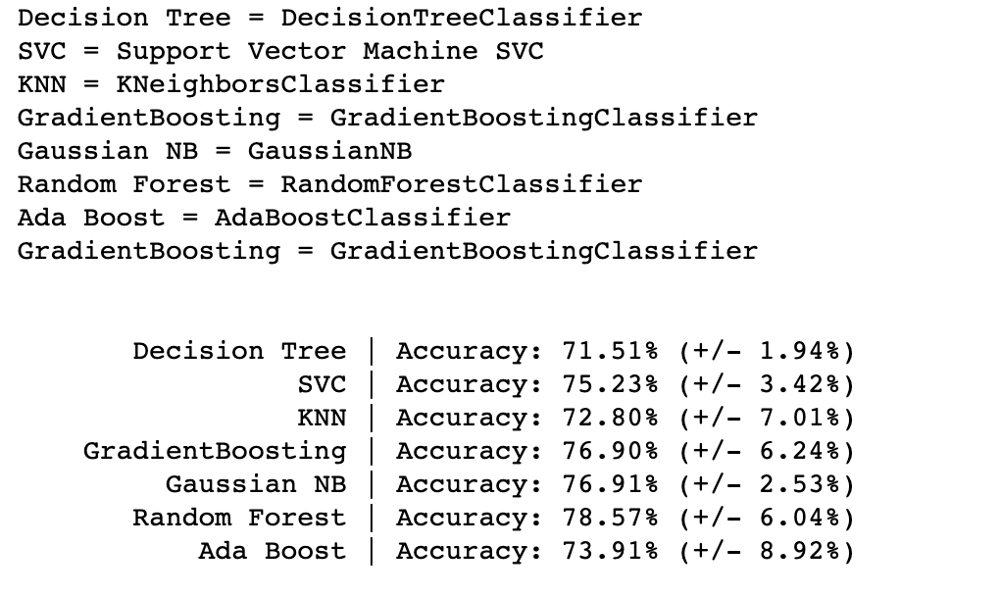 Decision Tree = DecisionTreeClassifier
SVC = Support Vector Machine SVC
KNN = KNeighborsClassifier
GradientBoosting = GradientBoostingClassifier
Gaussian NB = GaussianNB
Random Forest = RandomForestClassifier
Ada Boost = AdaBoostClassifier
GradientBoosting = GradientBoostingClassifier
Decision Tree | Accuracy: 71.51% (+/- 1.94%)
SVC | Accuracy: 75.23% (+/- 3.42%)
KNN | Accuracy: 72.80% (+/- 7.01%)
GradientBoosting | Accuracy: 76.90% (+/- 6.24%)
Gaussian NB | Accuracy: 76.91% (+/- 2.53%)
Random Forest | Accuracy: 78.57% (+/- 6.04%)
Ada Boost | Accuracy: 73.91% (+/- 8.92%)